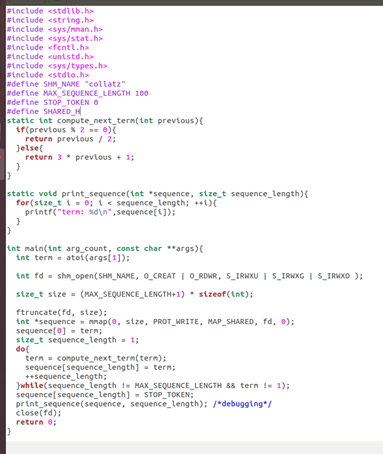 #include <stdlib.h>
#include <string.h>
#include <sys/mman.h>
#include <sys/stat.h>
#include <fcntl.h>
#include <unistd.h>
#include <sys/types.h>
#include <stdio.h>
#define SHM_NAME "collatz"
#define MAX_SEQUENCE_LENGTH 100
#define STOP_TOKEN 0
#define SHARED_H
static int compute_next_term(int previous){
  if(previous % 2 == 0){
    return previous / 2;
  }else{
    return 3 * previous + 1;
  }
}

static void print_sequence(int *sequence, size_t sequence_length){
  for(size_t i = 0; i < sequence_length; ++i){
    printf("term: %d\n",sequence[i]);
  }
}

int main(int arg_count, const char **args){
  int term = atoi(args[1]);

  int fd = shm_open(SHM_NAME, O_CREAT | O_RDWR, S_IRWXU | S_IRWXG | S_IRWXO );

  size_t size = (MAX_SEQUENCE_LENGTH+1) * sizeof(int);

  ftruncate(fd, size);
  int *sequence = mmap(0, size, PROT_WRITE, MAP_SHARED, fd, 0);
  sequence[0] = term;
  size_t sequence_length = 1;
  do{
    term = compute_next_term(term);
    sequence[sequence_length] = term;
    ++sequence_length;
  }while(sequence_length != MAX_SEQUENCE_LENGTH && term != 1);
  sequence[sequence_length] = STOP_TOKEN;
  print_sequence(sequence, sequence_length); /*debugging*/
  close(fd);
  return 0;
}